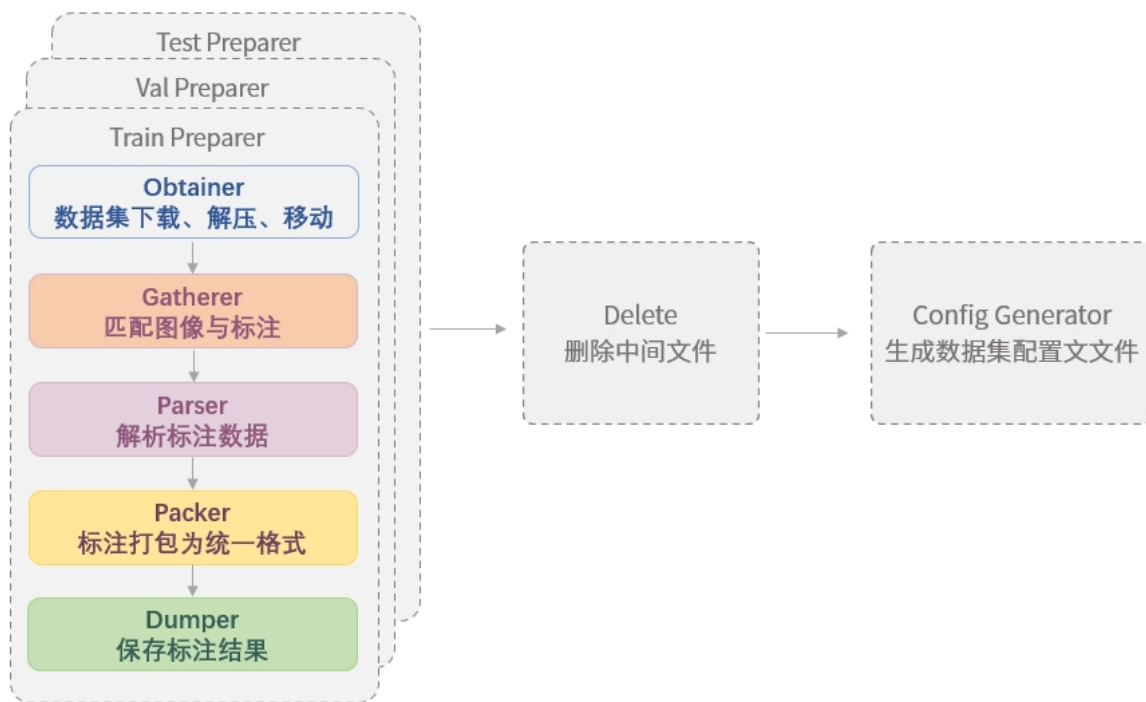 Test Preparer
Val Preparer
Train Preparer
Obtainer
数据集下载、解压、移动
Gatherer
匹配图像与标注
Parser
解析标注数据
Packer
标注打包为统一格式
Dumper
保存标注结果
Delete
删除中间文件
Config Generator
生成数据集配置文文件